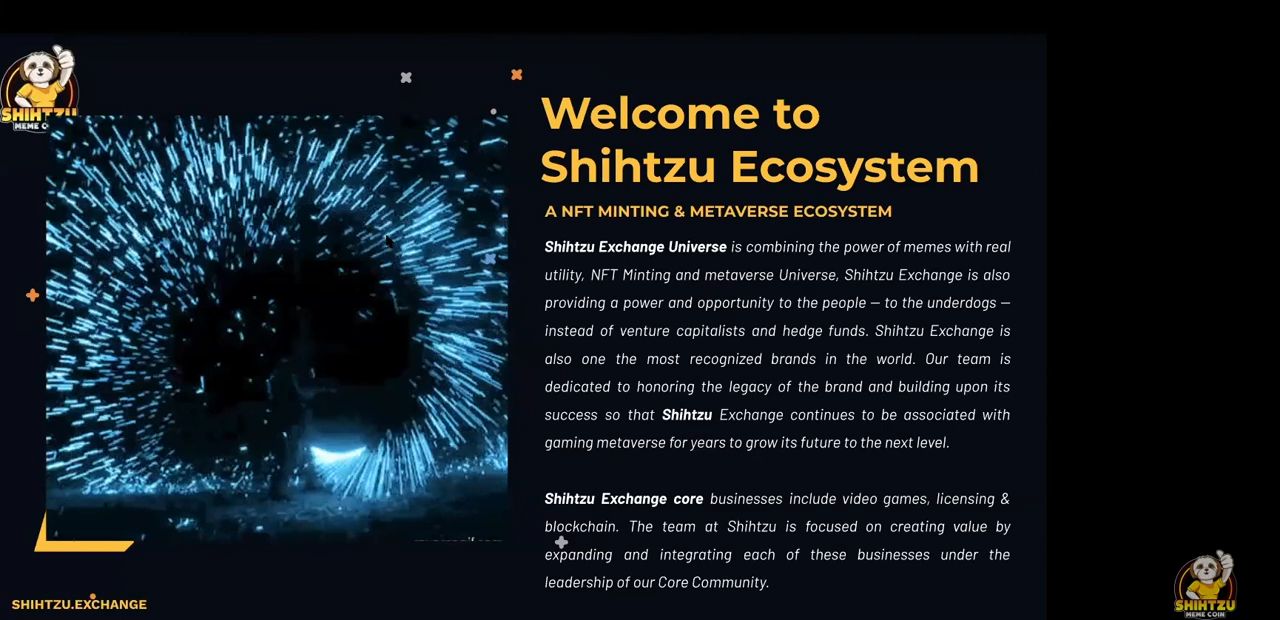 SHIHTZU
MEME
Welcome to
Shihtzu Ecosystem
A NFT MINTING & METAVERSE ECOSYSTEM
Shihtzu Exchange Universe is combining the power of memes with real
utility, NFT Minting and metaverse Universe, Shihtzu Exchange is also
providing a power and opportunity to the people — to the underdogs —
instead of venture capitalists and hedge funds. Shihtzu Exchange is
also one the most recognized brands in the world. Our team is
dedicated to honoring the legacy of the brand and building upon its
success so that Shihtzu Exchange continues to be associated with
gaming metaverse for years to grow its future to the next level.
Shihtzu Exchange core businesses include video games, licensing &
blockchain. The team at Shihtzu is focused on creating value by
expanding and integrating each of these businesses under the
leadership of our Core Community.
SHIHTZU.EXCHANGE
SHIHTZU
MEME COIN